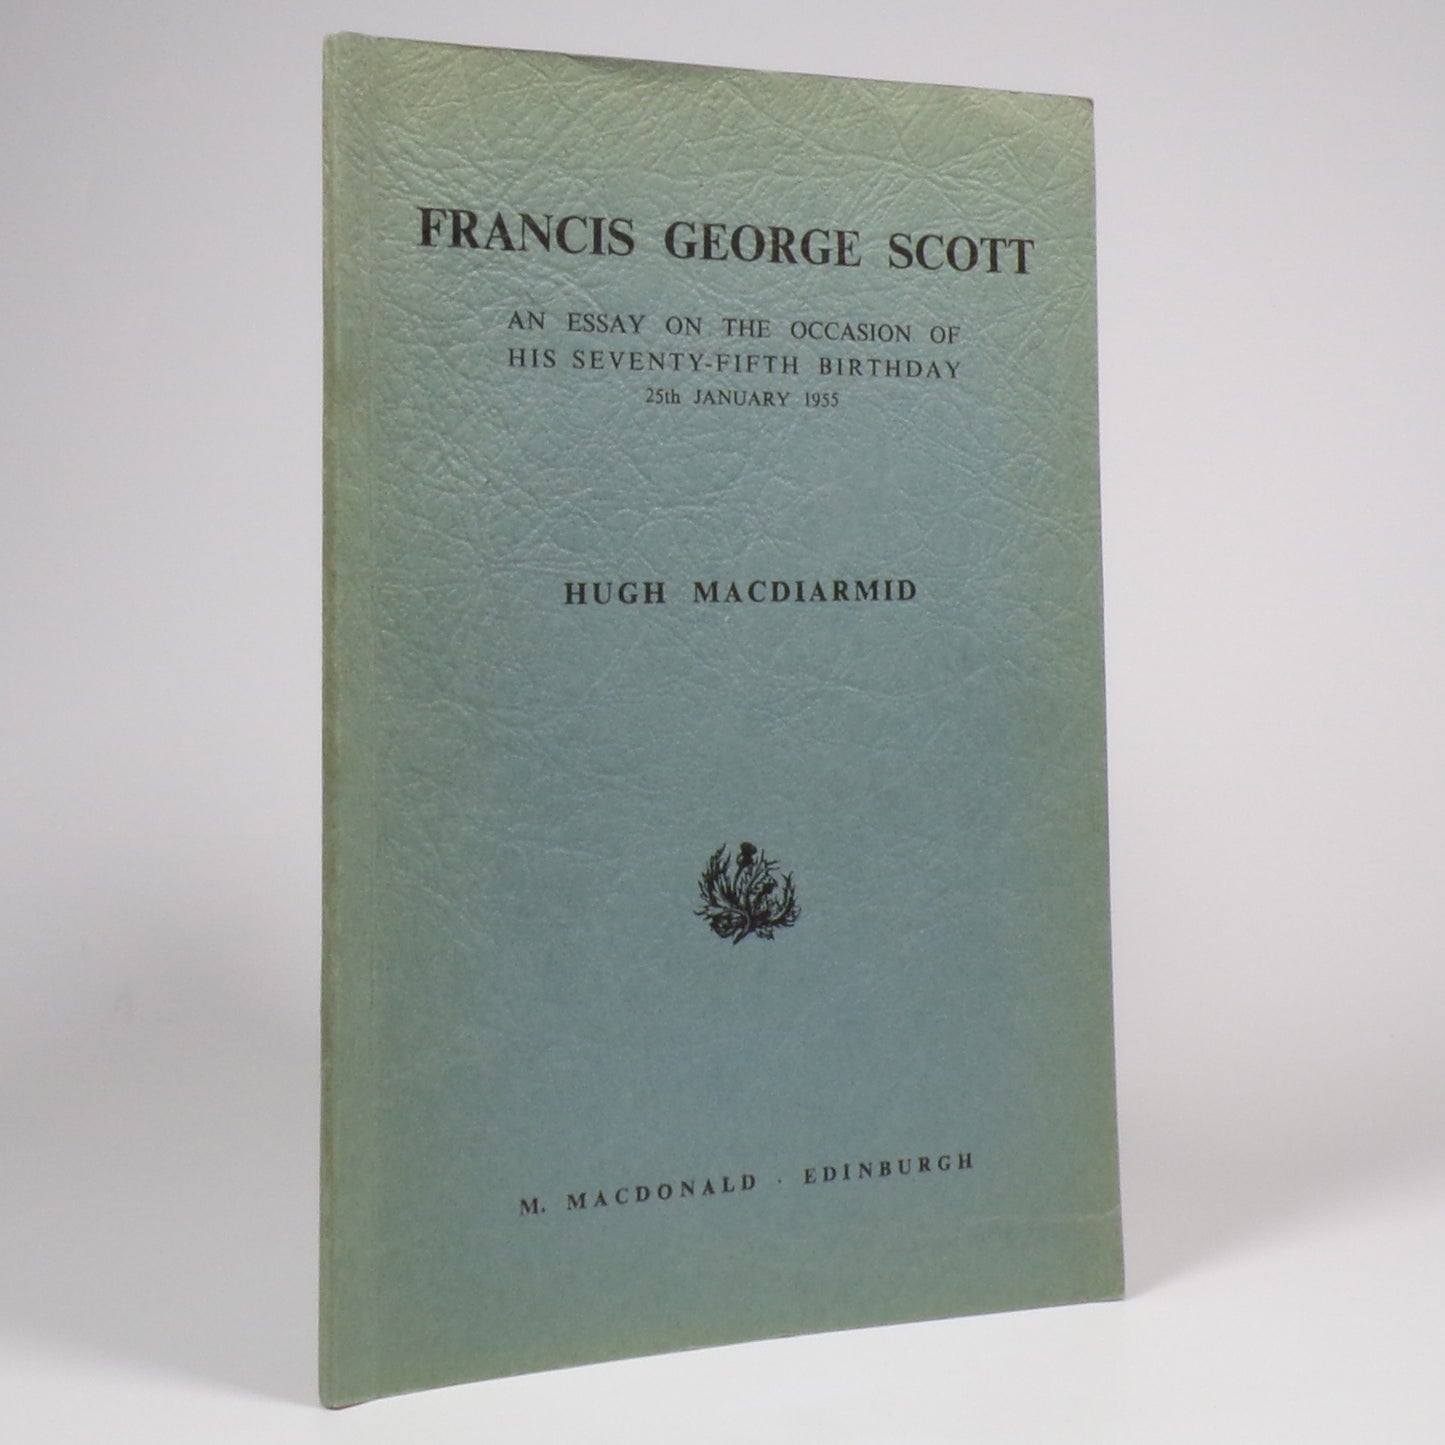 FRANCIS GEORGE SCOTT
AN ESSAY ON THE OCCASION OF
HIS SEVENTY-FIFTH BIRTHDAY
25th JANUARY 1955
HUGH MACDIARMID
M. MACDONALD · EDINBURGH